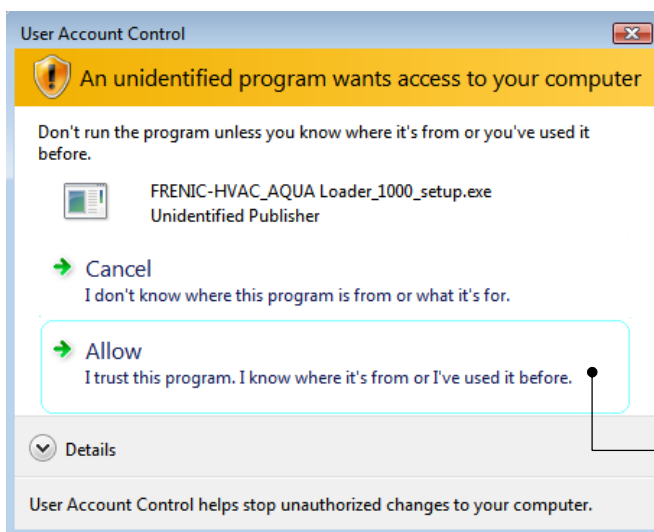 User Account Control
An unidentified program wants access to your computer
Don't run the program unless you know where it's from or you've used it
before.
FRENIC-HVAC_AQUA Loader_1000_setup.exe
Unidentified Publisher
Cancel
I don't know where this program is from or what it's for.
Allow
I trust this program. I know where it's from or I've used it before.
Details
User Account Control helps stop unauthorized changes to your computer.